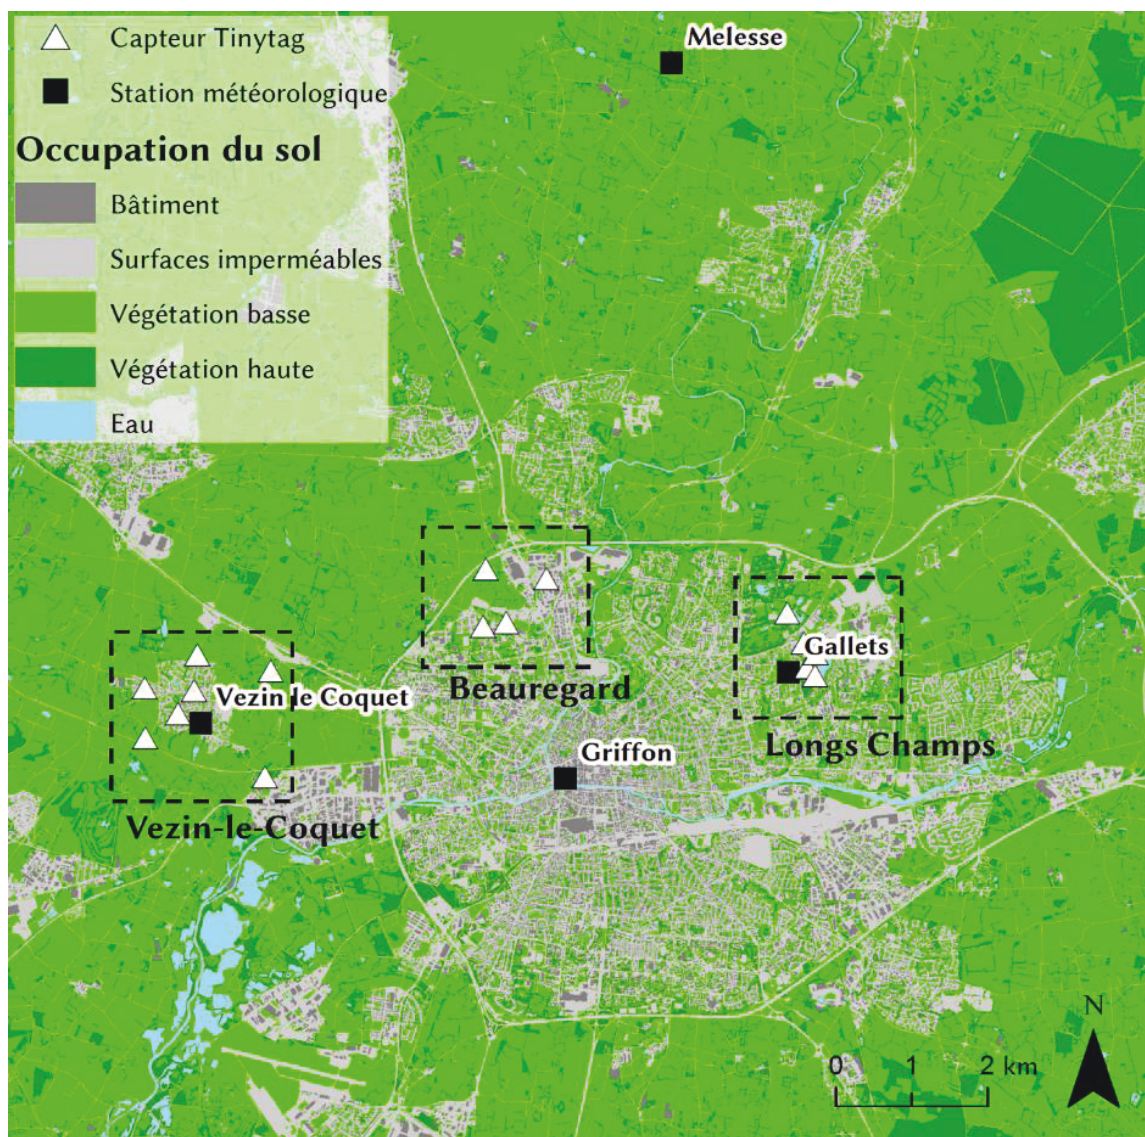 Capteur Tinytag
Station météorologique
Occupation du sol
Bâtiment
Surfaces imperméables
Végétation basse
Végétation haute
Eau
Melesse
Beauregard
Gallets
Longs Champs
Vezin le Coquet
Vezin-le-Coquet
Griffon
N
0 1 2 km